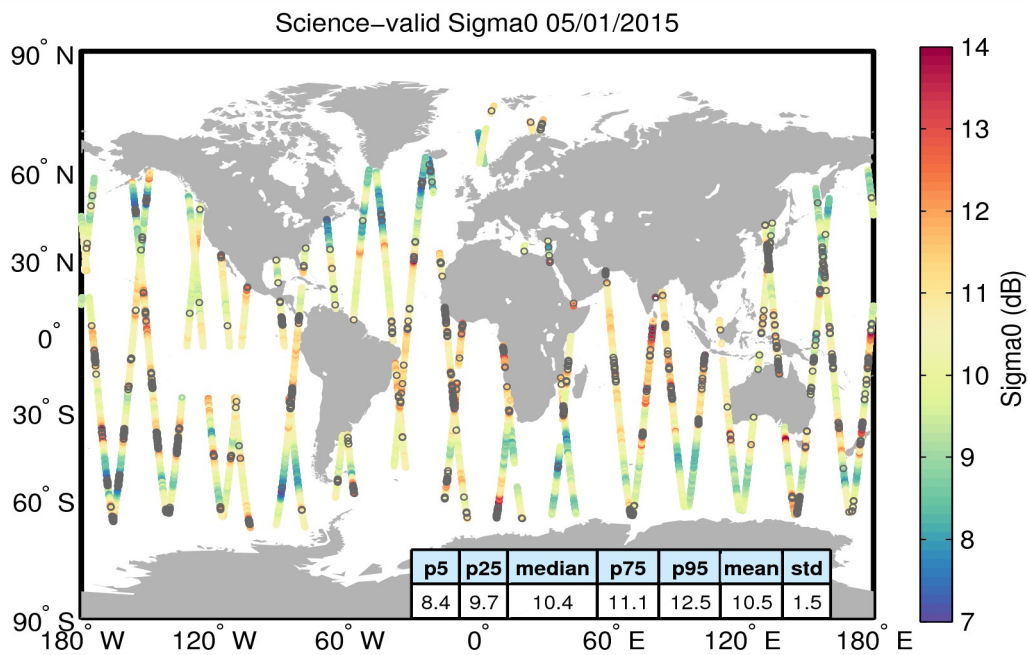 Science−valid Sigma0 05/01/2015
90° N
60° N
30° N
0°
30° S
60° S
90° S
180° W
120° W
60° W
0°
60° E
120° E
180° E
p5 p25 median p75 p95 mean std
8.4 9.7 10.4 11.1 12.5 10.5 1.5
14
13
12
11
10
9
8
7
Sigma0 (dB)